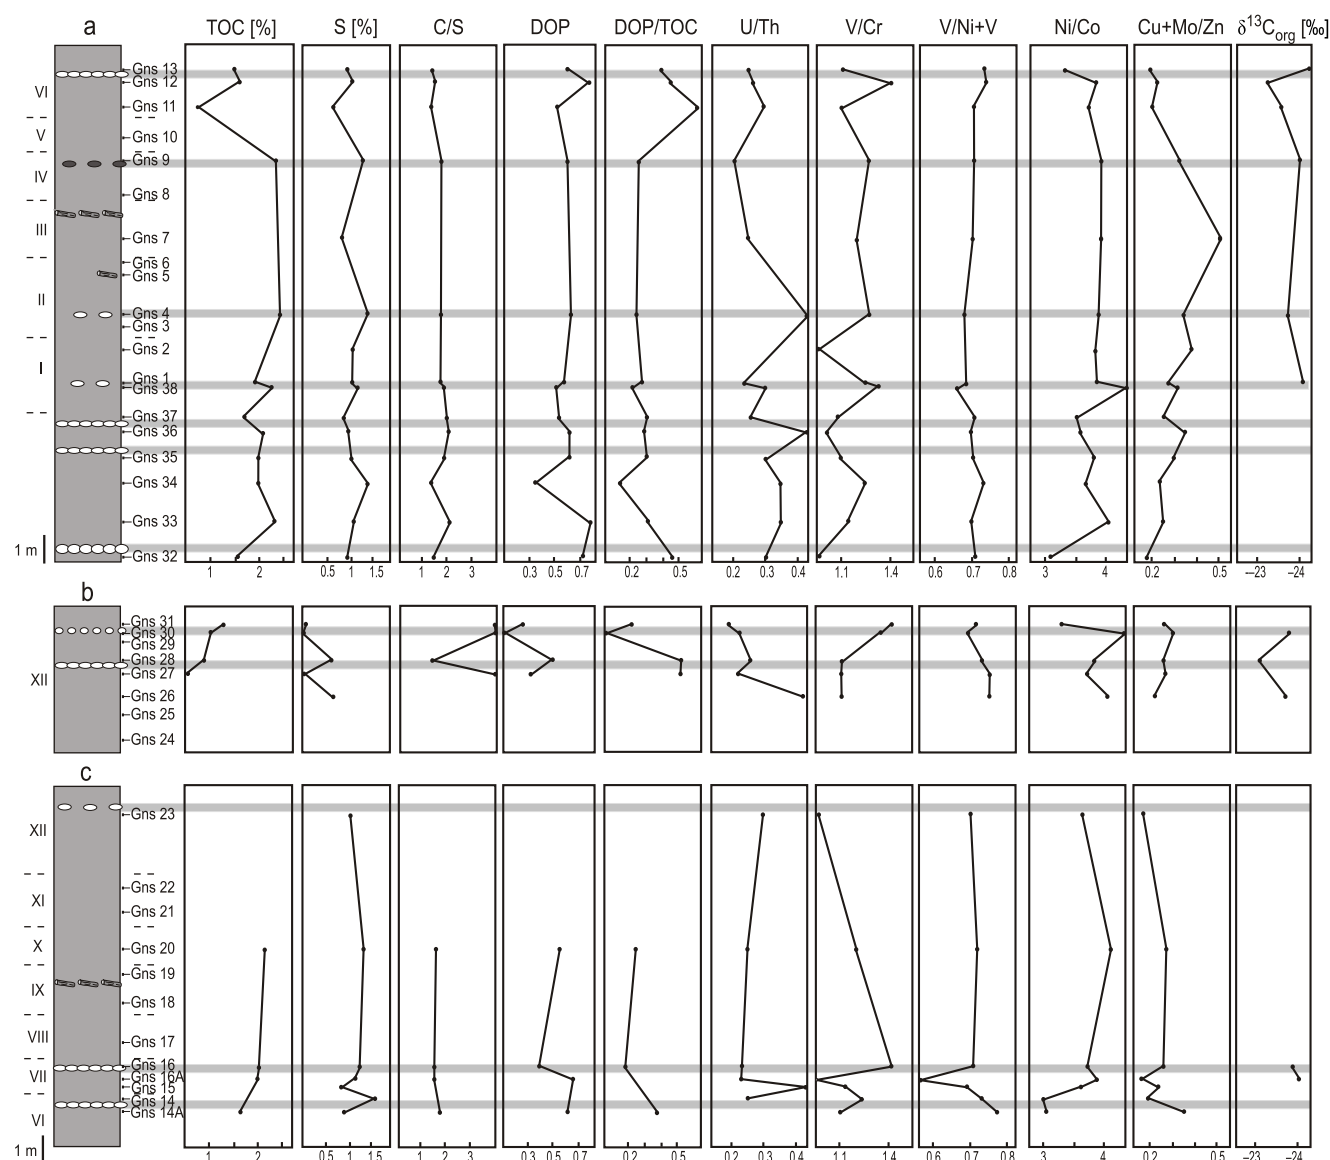 a
TOC [%] S [%] C/S DOP DOP/TOC U/Th V/Cr V/Ni+V Ni/Co Cu+Mo/Zn δ13Corg [‰]
Gns 13
Gns 12
VI
Gns 11
V
Gns 10
Gns 9
IV
Gns 8
III
Gns 7
Gns 6
Gns 5
II
Gns 4
Gns 3
Gns 2
I
Gns 1
Gns 38
Gns 37
Gns 36
Gns 35
Gns 34
Gns 33
1 m
Gns 32
1 2 0.5 1 1.5 1 2 3 0.3 0.5 0.7 0.2 0.5 0.2 0.3 0.4 1.1 1.4 0.6 0.7 0.8 3 4 0.2 0.5 –23 –24
b
Gns 31
Gns 30
Gns 29
Gns 28
Gns 27
XII
Gns 26
Gns 25
Gns 24
c
Gns 23
XII
Gns 22
XI
Gns 21
X
Gns 20
Gns 19
IX
Gns 18
VIII
Gns 17
Gns 16
VII
Gns 16A
Gns 15
Gns 14
VI
Gns 14A
1 m
1 2 0.5 1 1.5 1 2 3 0.3 0.5 0.7 0.2 0.5 0.2 0.3 0.4 1.1 1.4 0.6 0.7 0.8 3 4 0.2 0.5 –23 –24